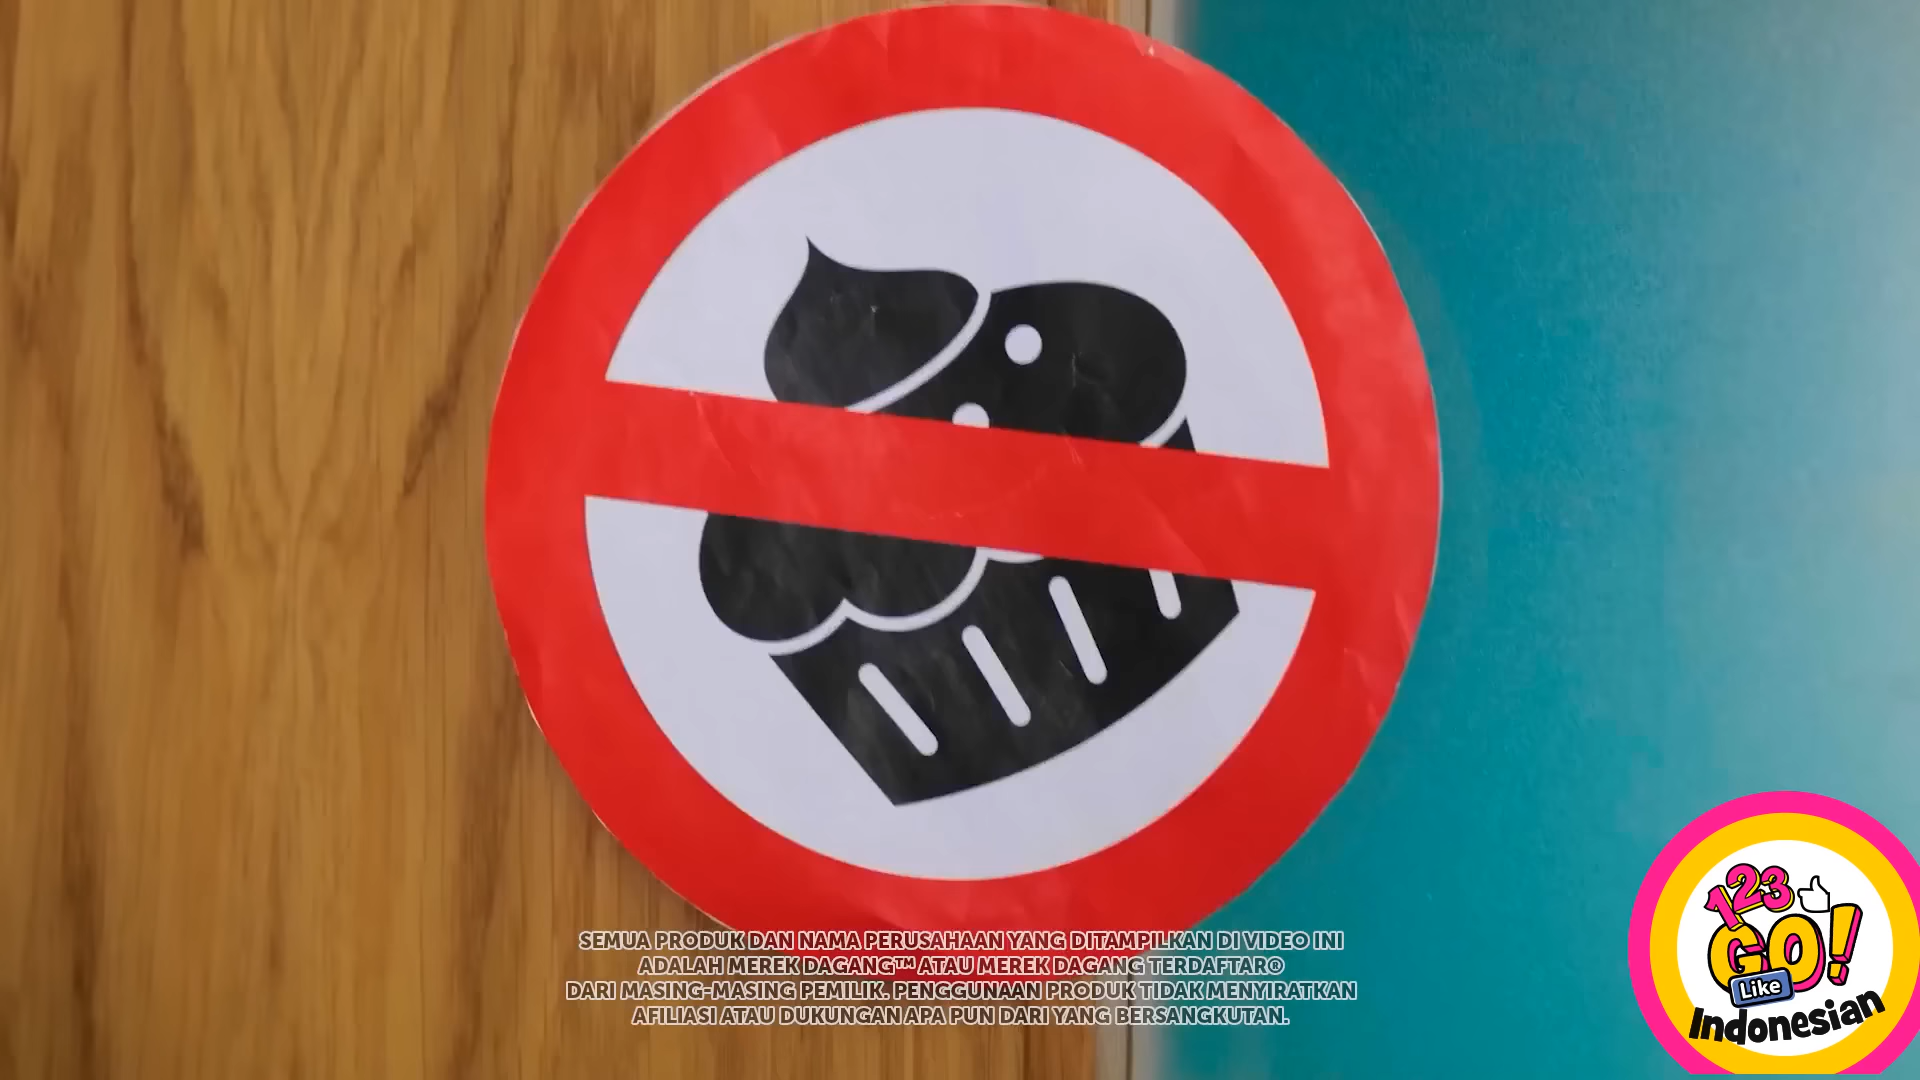 SEMUA PRODUK DAN NAMA PERUSAHAAN YANG DITAMPILKAN DI VIDEO INI
ADALAH MEREK DAGANG™ ATAU MEREK DAGANG TERDAFTAR®
DARI MASING-MASING PEMILIK. PENGGUNAAN PRODUK TIDAK MENYIRATKAN
AFILIASI ATAU DUKUNGAN APA PUN DARI YANG BERSANGKUTAN.
123
GO!
Like
Indonesian